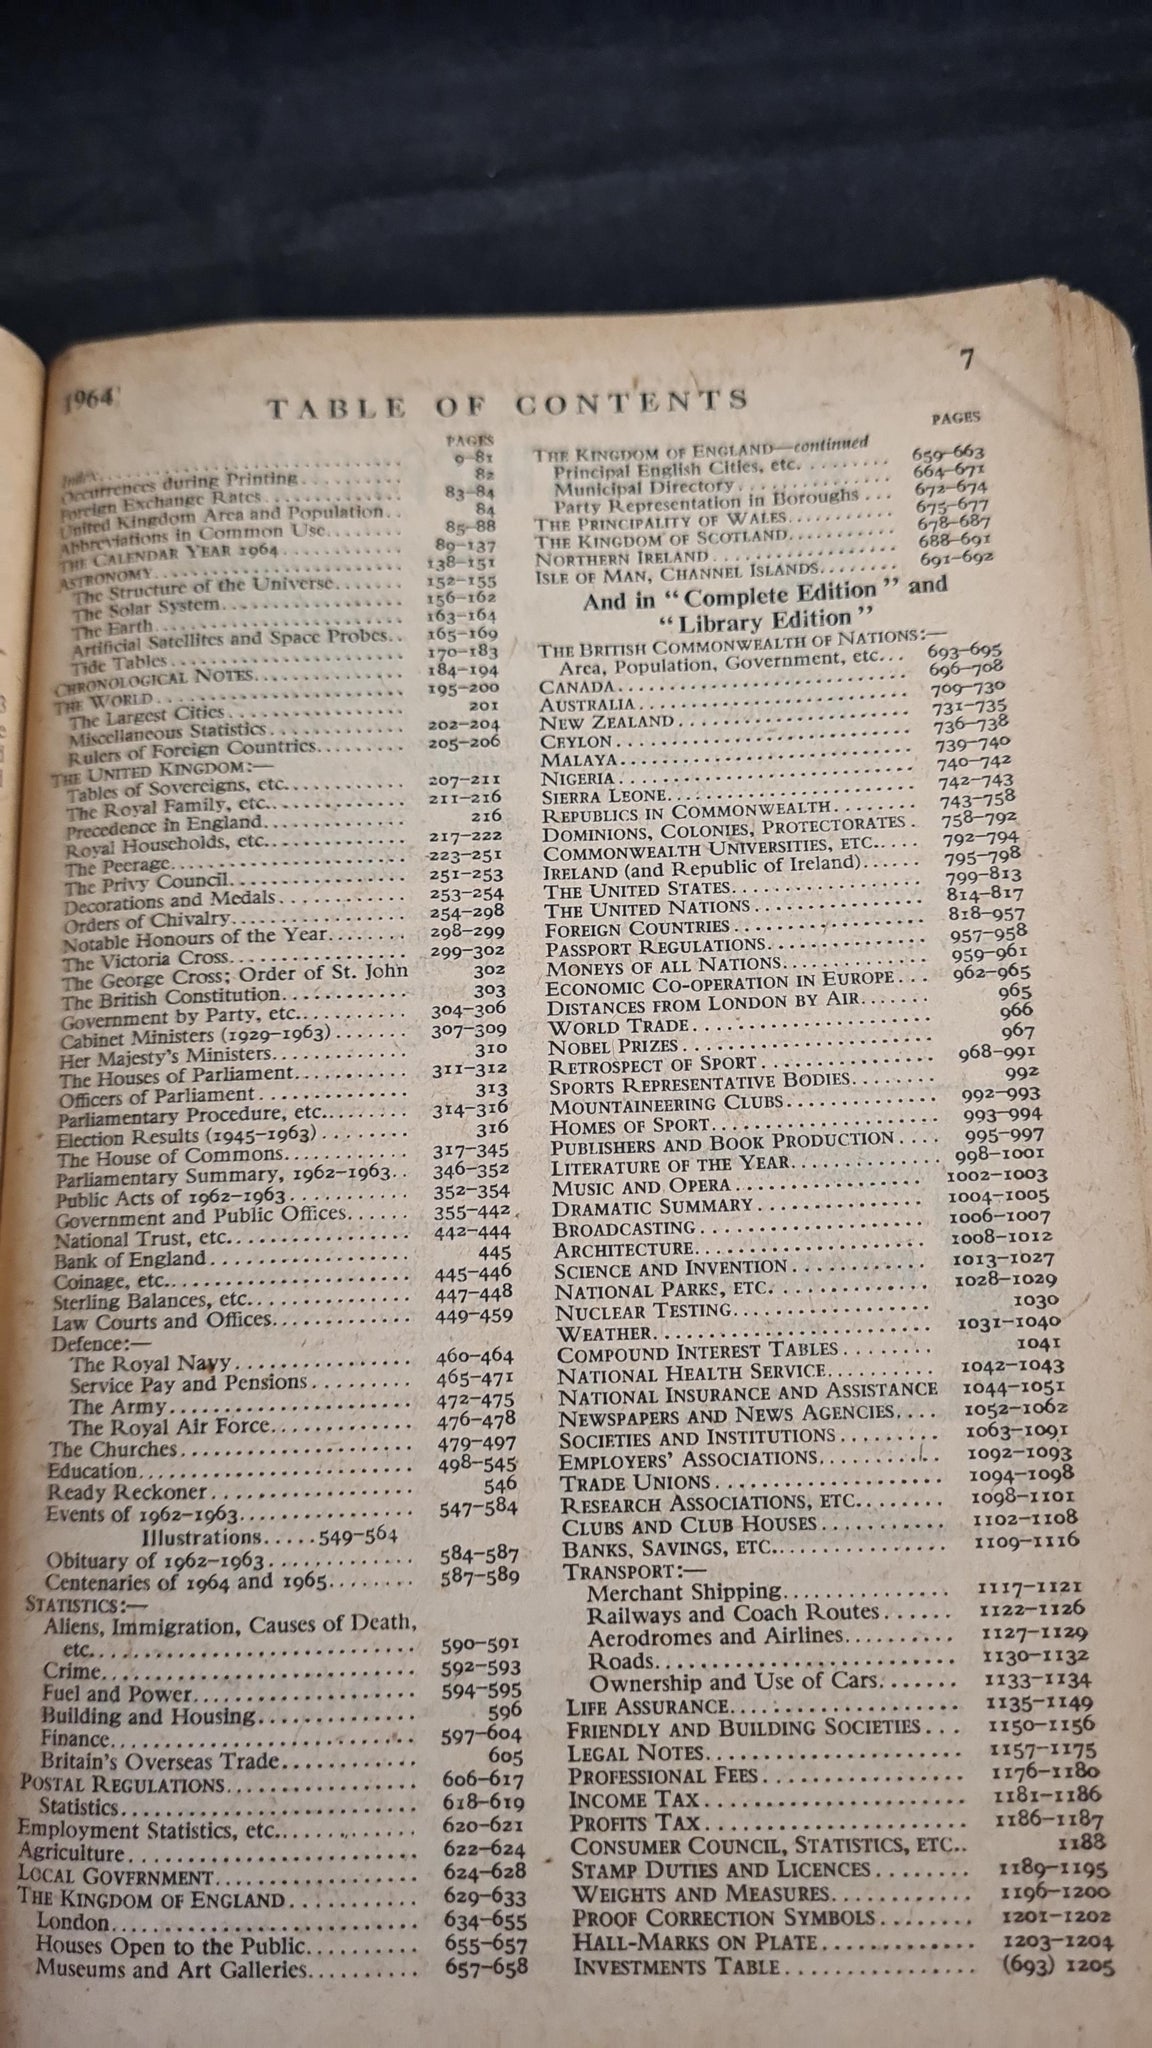 1964
7
TABLE OF CONTENTS
PAGES
Index.................................... 9–81
Occurrences during Printing........... 82
Foreign Exchange Rates............... 83–84
United Kingdom Area and Population.. 84
Abbreviations in Common Use........ 85–88
THE CALENDAR YEAR 1964............ 89–137
ASTRONOMY........................... 138–151
The Structure of the Universe......... 152–155
The Solar System..................... 156–162
The Earth............................ 163–164
Artificial Satellites and Space Probes.. 165–169
Tide Tables.......................... 170–183
CHRONOLOGICAL NOTES................ 184–194
THE WORLD........................... 195–200
The Largest Cities.................... 201
Miscellaneous Statistics............... 202–204
Rulers of Foreign Countries.......... 205–206
THE UNITED KINGDOM:—
Tables of Sovereigns, etc............. 207–211
The Royal Family, etc............... 211–216
Precedence in England............... 216
Royal Households, etc............... 217–222
The Peerage......................... 223–251
The Privy Council................... 251–253
Decorations and Medals.............. 253–254
Orders of Chivalry................... 254–298
Notable Honours of the Year........ 298–299
The Victoria Cross................... 299–302
The George Cross; Order of St. John 302
The British Constitution............. 303
Government by Party, etc........... 304–306
Cabinet Ministers (1929–1963)....... 307–309
Her Majesty's Ministers.............. 310
The Houses of Parliament............ 311–312
Officers of Parliament............... 313
Parliamentary Procedure, etc......... 314–316
Election Results (1945–1963)......... 316
The House of Commons............. 317–345
Parliamentary Summary, 1962–1963.. 346–352
Public Acts of 1962–1963............ 352–354
Government and Public Offices...... 355–442
National Trust, etc................... 442–444
Bank of England..................... 445
Coinage, etc......................... 445–446
Sterling Balances, etc................ 447–448
Law Courts and Offices.............. 449–459
Defence:—
The Royal Navy.................. 460–464
Service Pay and Pensions.......... 465–471
The Army........................ 472–475
The Royal Air Force.............. 476–478
The Churches........................ 479–497
Education........................... 498–545
Ready Reckoner..................... 546
Events of 1962–1963................. 547–584
Illustrations.....549–564
Obituary of 1962–1963.............. 584–587
Centenaries of 1964 and 1965........ 587–589
STATISTICS:—
Aliens, Immigration, Causes of Death,
etc................................. 590–591
Crime.............................. 592–593
Fuel and Power..................... 594–595
Building and Housing............... 596
Finance............................ 597–604
Britain's Overseas Trade............. 605
POSTAL REGULATIONS................. 606–617
Statistics........................... 618–619
Employment Statistics, etc............. 620–621
Agriculture........................... 622–624
LOCAL GOVERNMENT................... 624–628
THE KINGDOM OF ENGLAND............ 629–633
London............................. 634–655
Houses Open to the Public.......... 655–657
Museums and Art Galleries.......... 657–658
PAGES
THE KINGDOM OF ENGLAND—continued
Principal English Cities, etc......... 659–663
Municipal Directory............... 664–671
Party Representation in Boroughs... 672–674
THE PRINCIPALITY OF WALES........... 675–677
THE KINGDOM OF SCOTLAND........... 678–687
NORTHERN IRELAND................... 688–691
ISLE OF MAN, CHANNEL ISLANDS........ 691–692
And in “Complete Edition” and
“Library Edition”
THE BRITISH COMMONWEALTH OF NATIONS:—
Area, Population, Government, etc... 693–695
CANADA............................. 696–708
AUSTRALIA........................... 709–730
NEW ZEALAND........................ 731–735
CEYLON.............................. 736–738
MALAYA............................. 739–740
NIGERIA............................. 740–742
SIERRA LEONE........................ 742–743
REPUBLICS IN COMMONWEALTH........ 743–758
DOMINIONS, COLONIES, PROTECTORATES. 758–792
COMMONWEALTH UNIVERSITIES, ETC..... 792–794
IRELAND (and Republic of Ireland)...... 795–798
THE UNITED STATES................... 799–813
THE UNITED NATIONS................. 814–817
FOREIGN COUNTRIES................... 818–957
PASSPORT REGULATIONS............... 957–958
MONEYS OF ALL NATIONS.............. 959–961
ECONOMIC CO-OPERATION IN EUROPE... 962–965
DISTANCES FROM LONDON BY AIR....... 965
WORLD TRADE........................ 966
NOBEL PRIZES........................ 967
RETROSPECT OF SPORT................. 968–991
SPORTS REPRESENTATIVE BODIES........ 992
MOUNTAINEERING CLUBS.............. 992–993
HOMES OF SPORT..................... 993–994
PUBLISHERS AND BOOK PRODUCTION.... 995–997
LITERATURE OF THE YEAR............. 998–1001
MUSIC AND OPERA................... 1002–1003
DRAMATIC SUMMARY................. 1004–1005
BROADCASTING...................... 1006–1007
ARCHITECTURE....................... 1008–1012
SCIENCE AND INVENTION............. 1013–1027
NATIONAL PARKS, ETC................ 1028–1029
NUCLEAR TESTING.................... 1030
WEATHER............................ 1031–1040
COMPOUND INTEREST TABLES......... 1041
NATIONAL HEALTH SERVICE........... 1042–1043
NATIONAL INSURANCE AND ASSISTANCE 1044–1051
NEWSPAPERS AND NEWS AGENCIES.... 1052–1062
SOCIETIES AND INSTITUTIONS......... 1063–1091
EMPLOYERS' ASSOCIATIONS........... 1092–1093
TRADE UNIONS...................... 1094–1098
RESEARCH ASSOCIATIONS, ETC........ 1098–1101
CLUBS AND CLUB HOUSES............ 1102–1108
BANKS, SAVINGS, ETC................ 1109–1116
TRANSPORT:—
Merchant Shipping................ 1117–1121
Railways and Coach Routes...... 1122–1126
Aerodromes and Airlines.......... 1127–1129
Roads............................ 1130–1132
Ownership and Use of Cars....... 1133–1134
LIFE ASSURANCE..................... 1135–1149
FRIENDLY AND BUILDING SOCIETIES... 1150–1156
LEGAL NOTES....................... 1157–1175
PROFESSIONAL FEES.................. 1176–1180
INCOME TAX........................ 1181–1186
PROFITS TAX........................ 1186–1187
CONSUMER COUNCIL, STATISTICS, ETC.. 1188
STAMP DUTIES AND LICENCES........ 1189–1195
WEIGHTS AND MEASURES............ 1196–1200
PROOF CORRECTION SYMBOLS........ 1201–1202
HALL-MARKS ON PLATE............. 1203–1204
INVESTMENTS TABLE................ (693) 1205